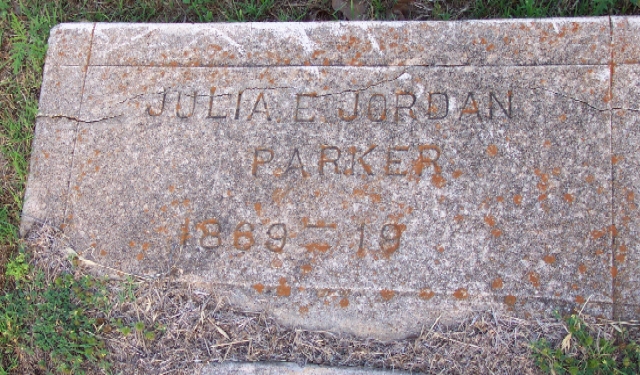 JULIA E JORDAN
PARKER
1869 = 19